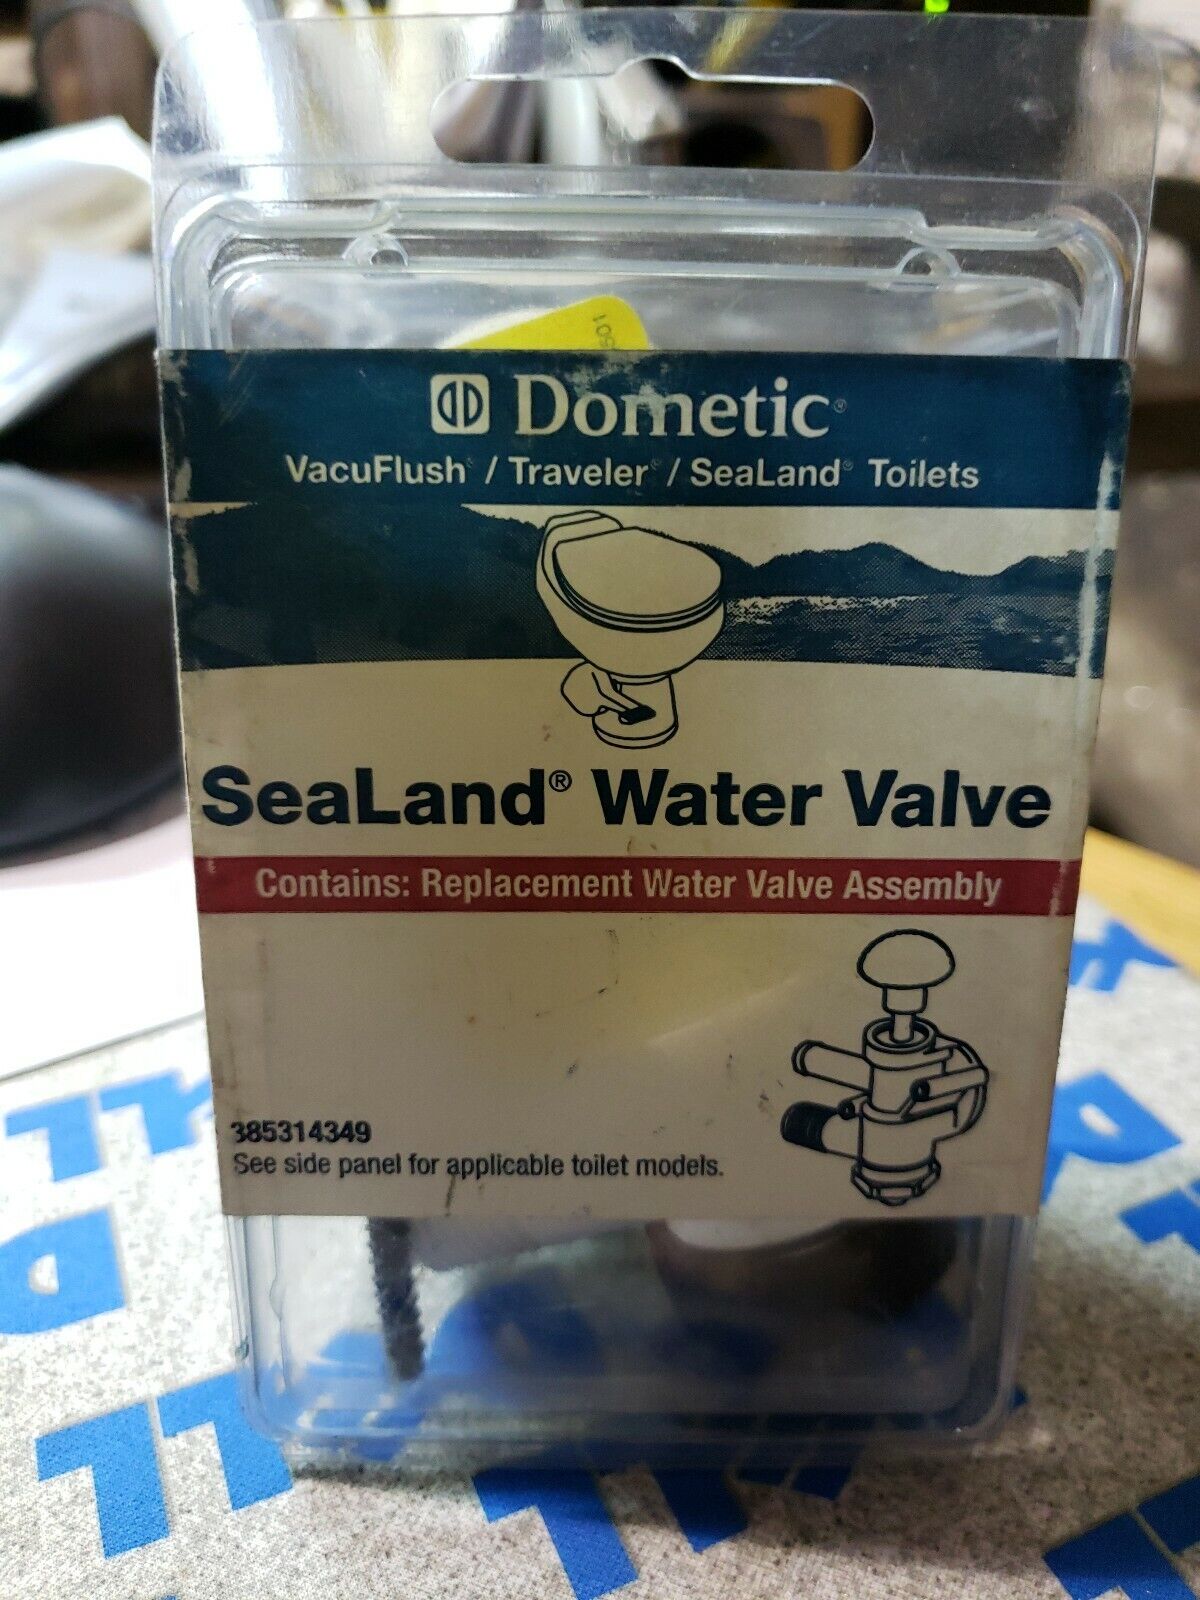 501
Dometic®
VacuFlush® / Traveler® / SeaLand® Toilets
SeaLand® Water Valve
Contains: Replacement Water Valve Assembly
385314349
See side panel for applicable toilet models.